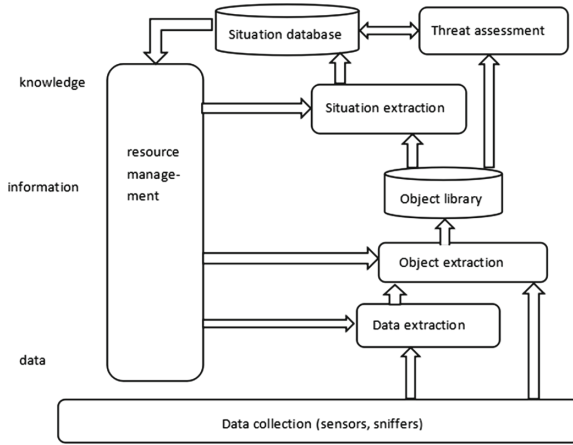 Situation database
Threat assessment
knowledge
Situation extraction
resource
manage-
ment
information
Object library
Object extraction
Data extraction
data
Data collection (sensors, sniffers)